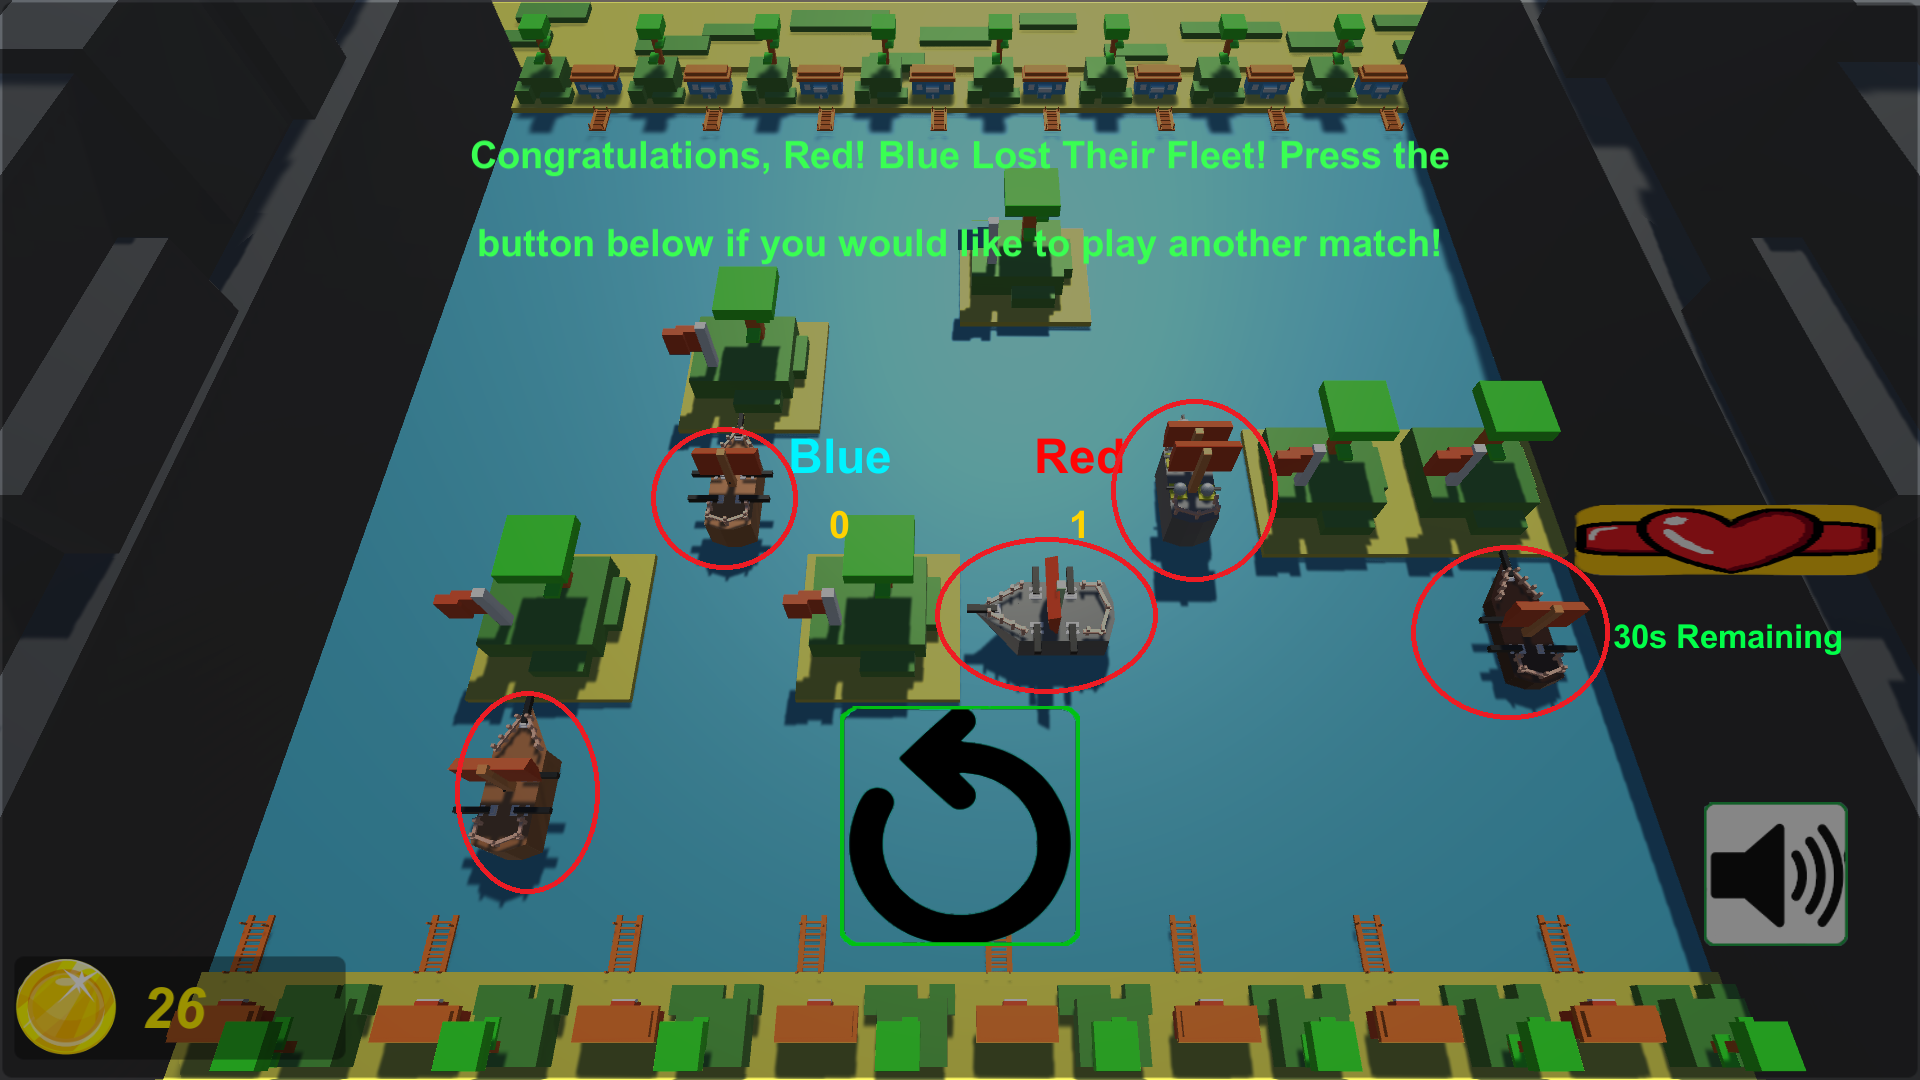 Congratulations, Red! Blue Lost Their Fleet! Press the
button below if you would like to play another match!
Blue Red
0 1
30s Remaining
26